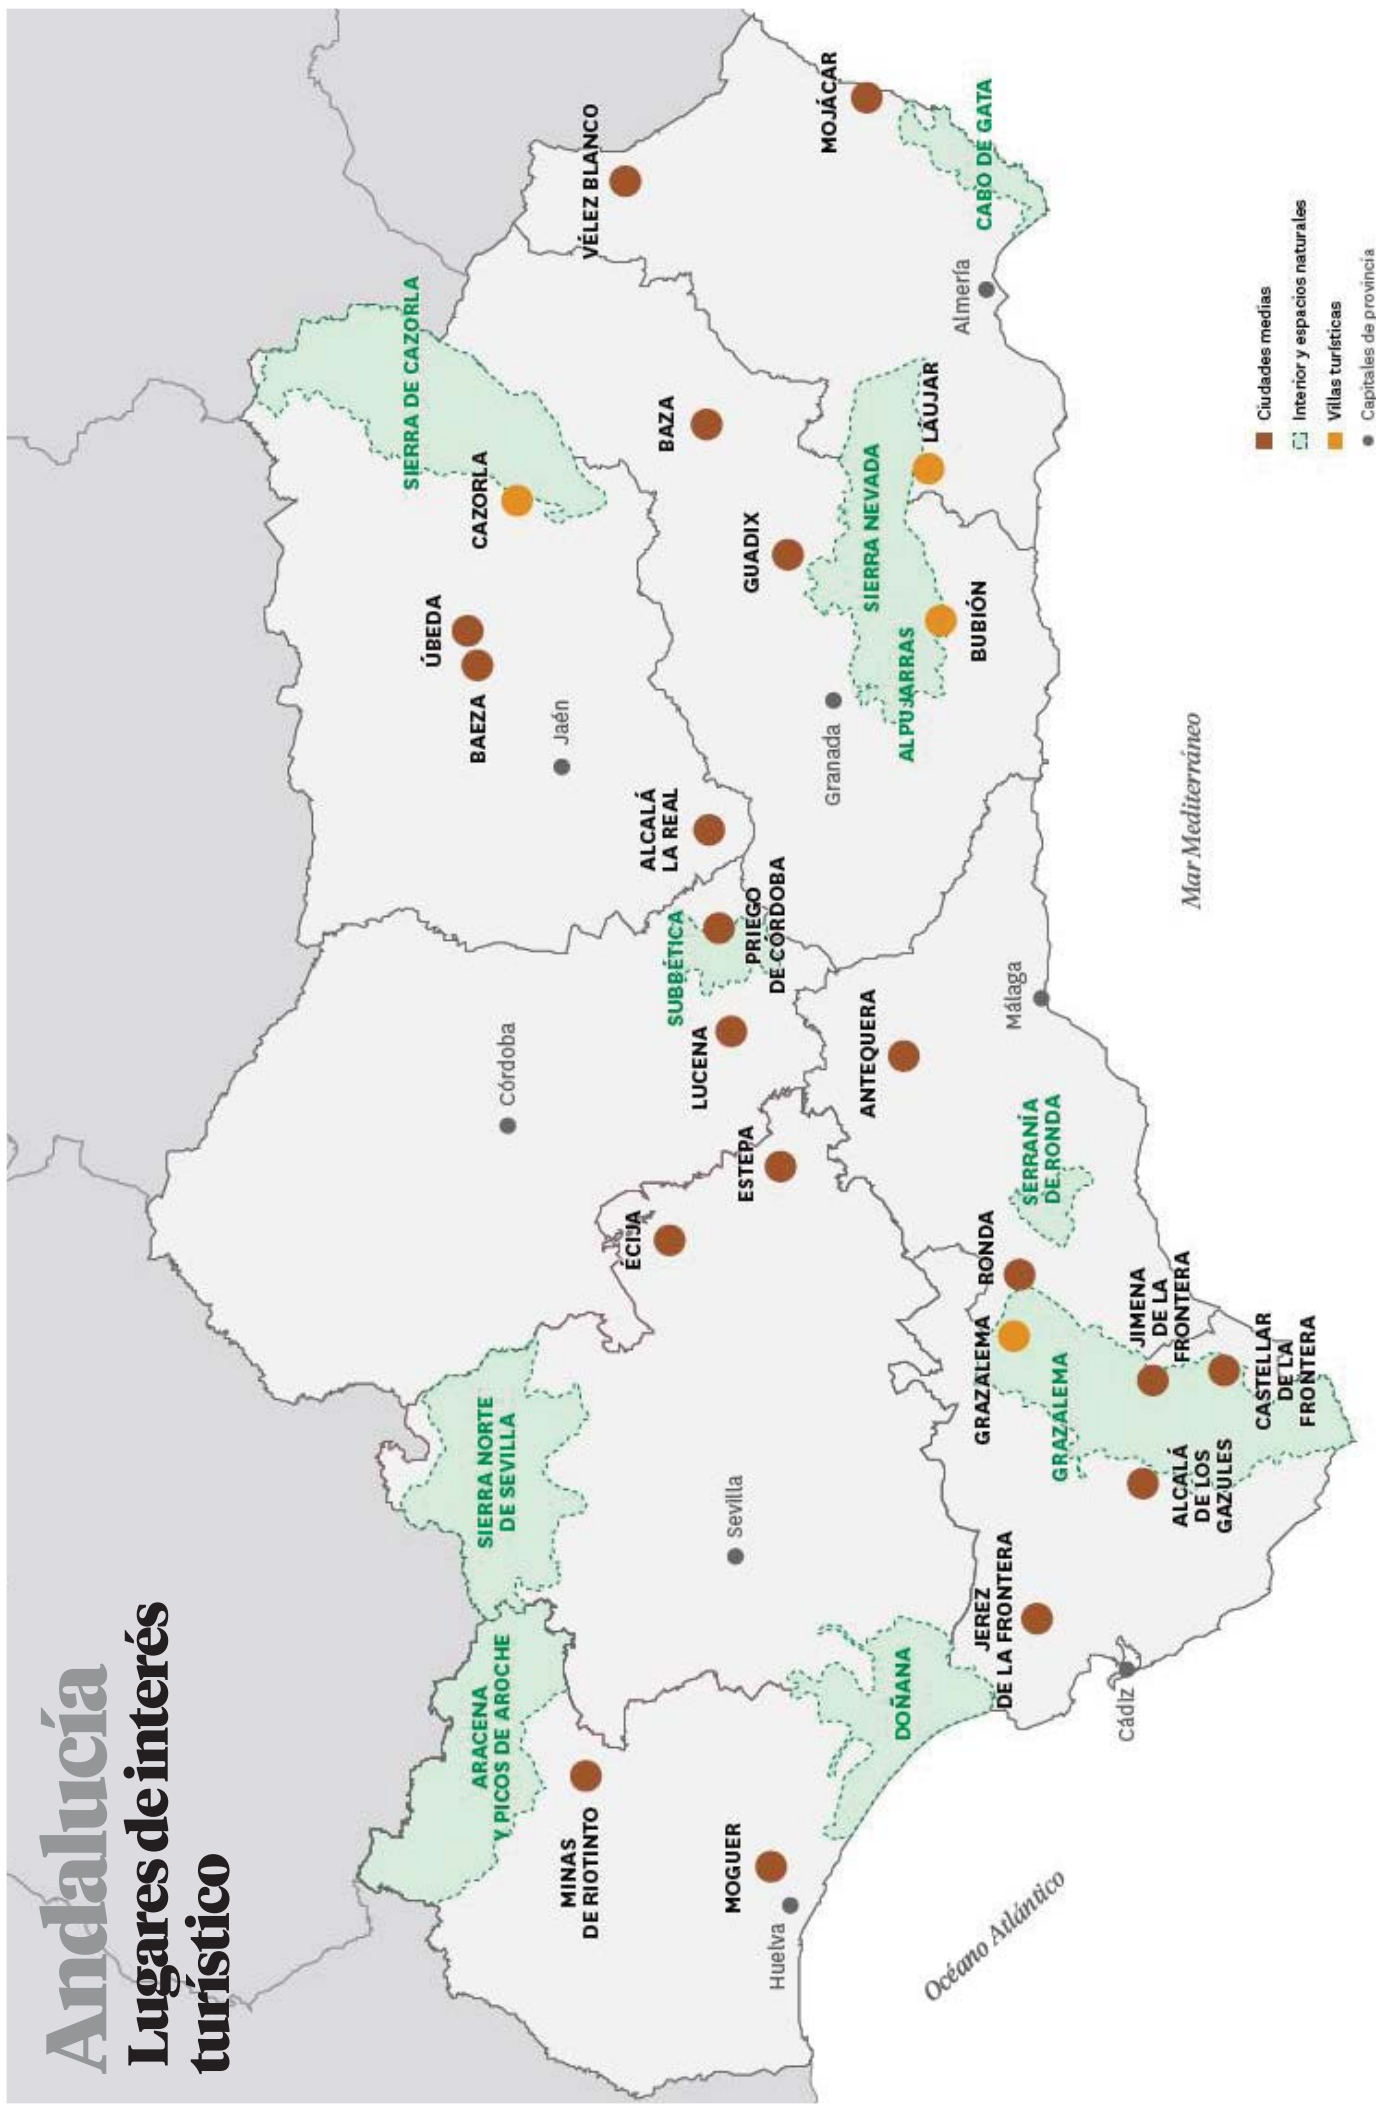 Andalucía
Lugares de interés
turístico
SIERRA DE CAZORLA
CAZORLA
ÚBEDA
BAEZA
Jaén
VÉLEZ BLANCO
MOJÁCAR
CABO DE GATA
Almería
BAZA
GUADIX
SIERRA NEVADA
LÁUJAR
ALPUJARRAS
BUBIÓN
Granada
ALCALÁ
LA REAL
SUBBÉTICA
PRIEGO
DE CÓRDOBA
LUCENA
Córdoba
ANTEQUERA
Málaga
ESTEPA
ÉCIJA
SERRANÍA
DE RONDA
RONDA
GRAZALEMA
GRAZALEMA
JIMENA
DE LA
FRONTERA
CASTELLAR
DE LA
FRONTERA
ALCALÁ
DE LOS
GAZULES
SIERRA NORTE
DE SEVILLA
Sevilla
ARACENA
Y PICOS DE AROCHE
MINAS
DE RIOTINTO
MOGUER
Huelva
DOÑANA
JEREZ
DE LA FRONTERA
Cádiz
Océano Atlántico
Mar Mediterráneo
Ciudades medias
Interior y espacios naturales
Villas turísticas
Capitales de provincia